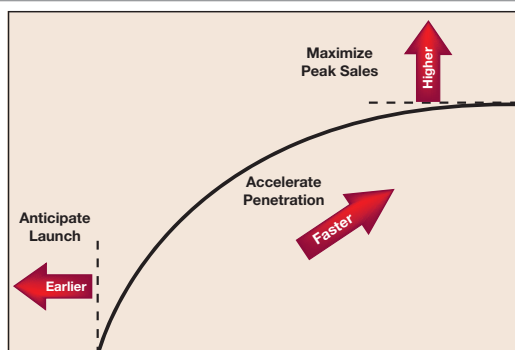 Maximize
Peak Sales
Higher
Accelerate
Penetration
Faster
Anticipate
Launch
Earlier